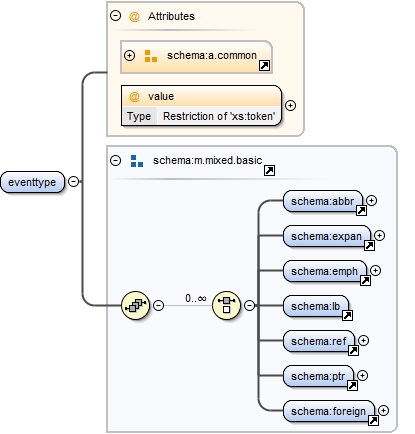 @ Attributes
schema:a.common
@ value
Type Restriction of 'xs:token'
eventtype
schema:m.mixed.basic
0..∞
schema:abbr
schema:expan
schema:emph
schema:lb
schema:ref
schema:ptr
schema:foreign